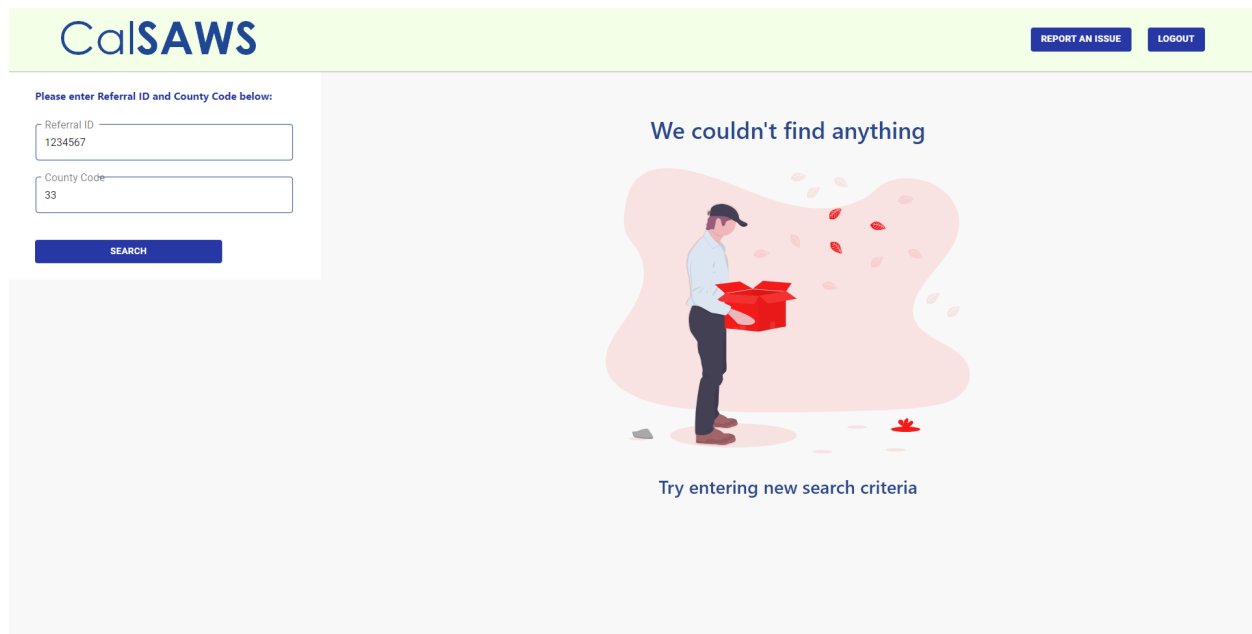 CalSAWS
REPORT AN ISSUE
LOGOUT
Please enter Referral ID and County Code below:
Referral ID
1234567
County Code
33
SEARCH
We couldn't find anything
Try entering new search criteria